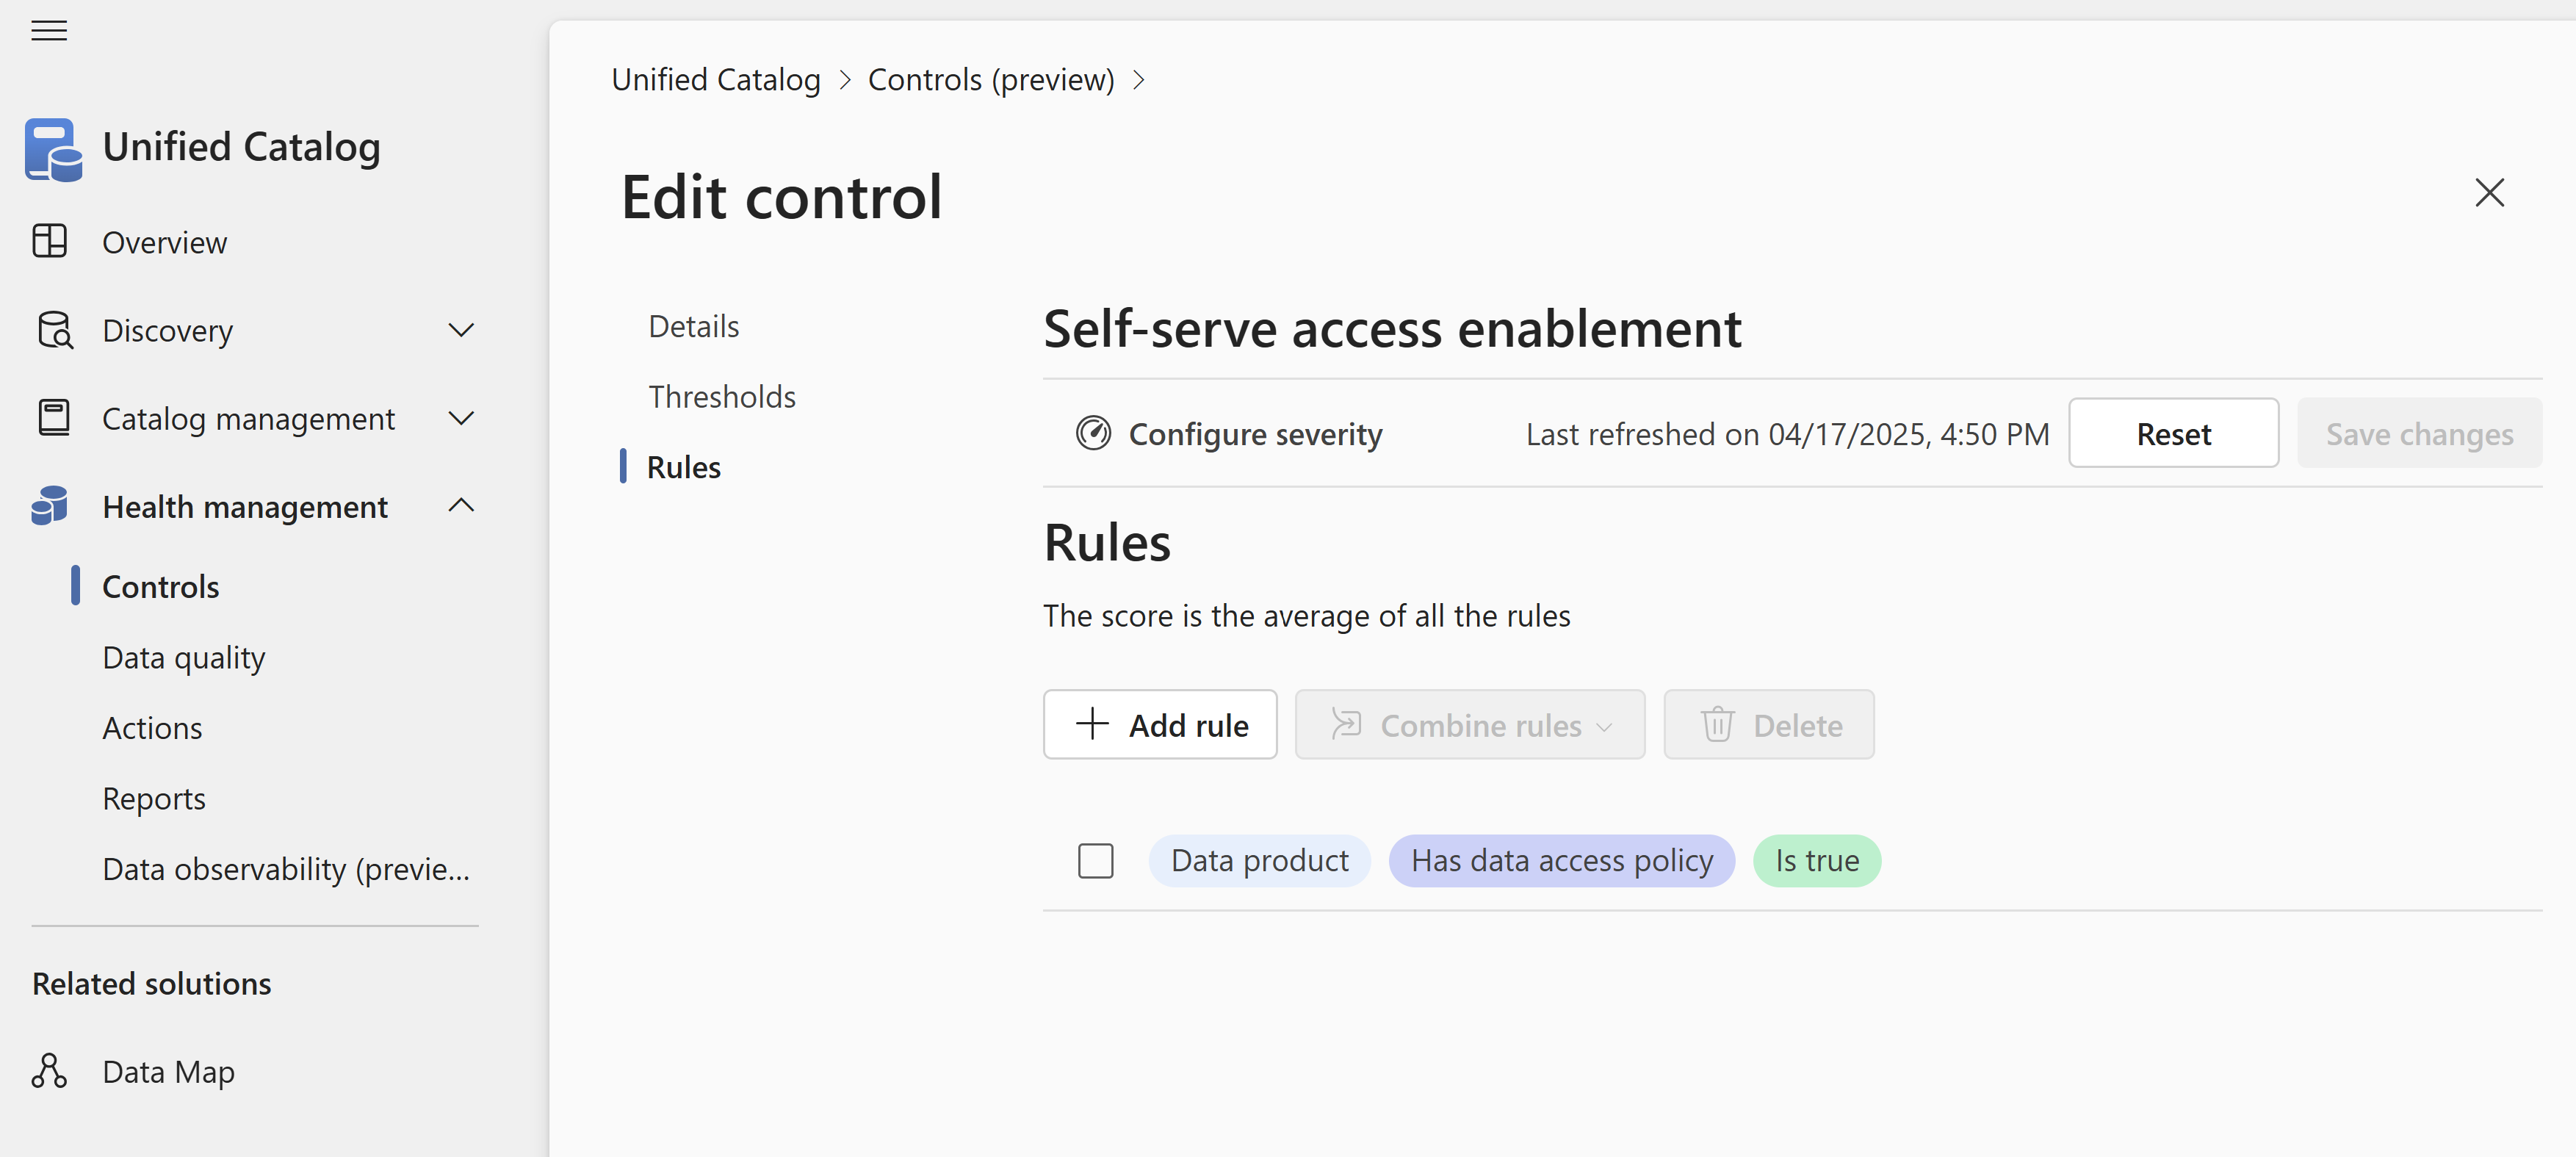 Unified Catalog
Overview
Discovery
Catalog management
Health management
Controls
Data quality
Actions
Reports
Data observability (previe...
Related solutions
Data Map
Unified Catalog > Controls (preview) >
Edit control
Details
Thresholds
Rules
Self-serve access enablement
Configure severity Last refreshed on 04/17/2025, 4:50 PM Reset Save changes
Rules
The score is the average of all the rules
Add rule Combine rules Delete
Data product Has data access policy Is true